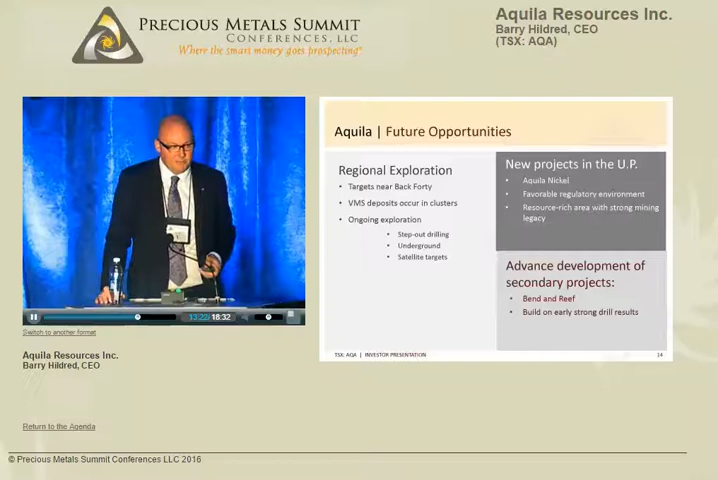 PRECIOUS METALS SUMMIT
CONFERENCES, LLC
Where the smart money goes prospecting
Aquila Resources Inc.
Barry Hildred, CEO
(TSX: AQA)
13:22/18:32
Switch to another format
Aquila Resources Inc.
Barry Hildred, CEO
Return to the Agenda
Aquila | Future Opportunities
Regional Exploration
• Targets near Back Forty
• VMS deposits occur in clusters
• Ongoing exploration
• Step-out drilling
• Underground
• Satellite targets
New projects in the U.P.
• Aquila Nickel
• Favorable regulatory environment
• Resource-rich area with strong mining
legacy
Advance development of
secondary projects:
• Bend and Reef
• Build on early strong drill results
TSX: AQA | INVESTOR PRESENTATION
14
© Precious Metals Summit Conferences LLC 2016